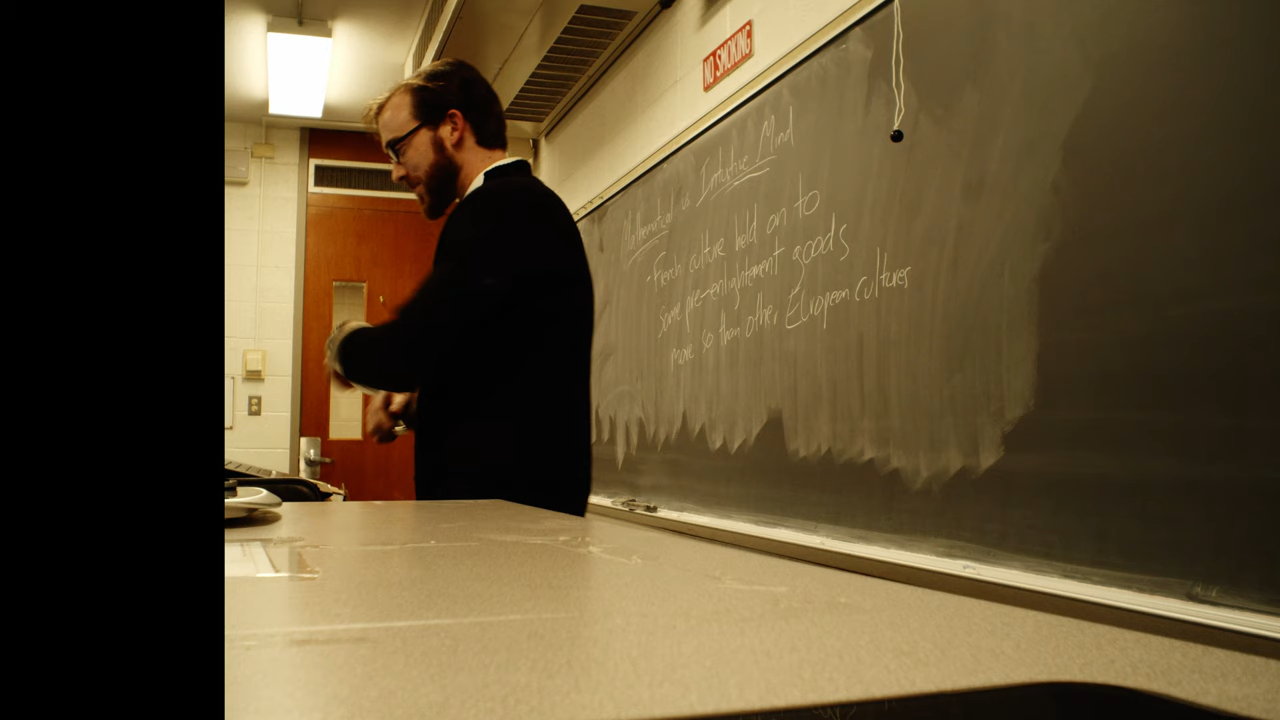 NO SMOKING
Mathematical vs Intuitive Mind
- French culture held on to
some pre-enlightenment goods
more so than other European cultures